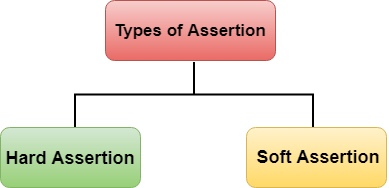 Types of Assertion
Hard Assertion
Soft Assertion